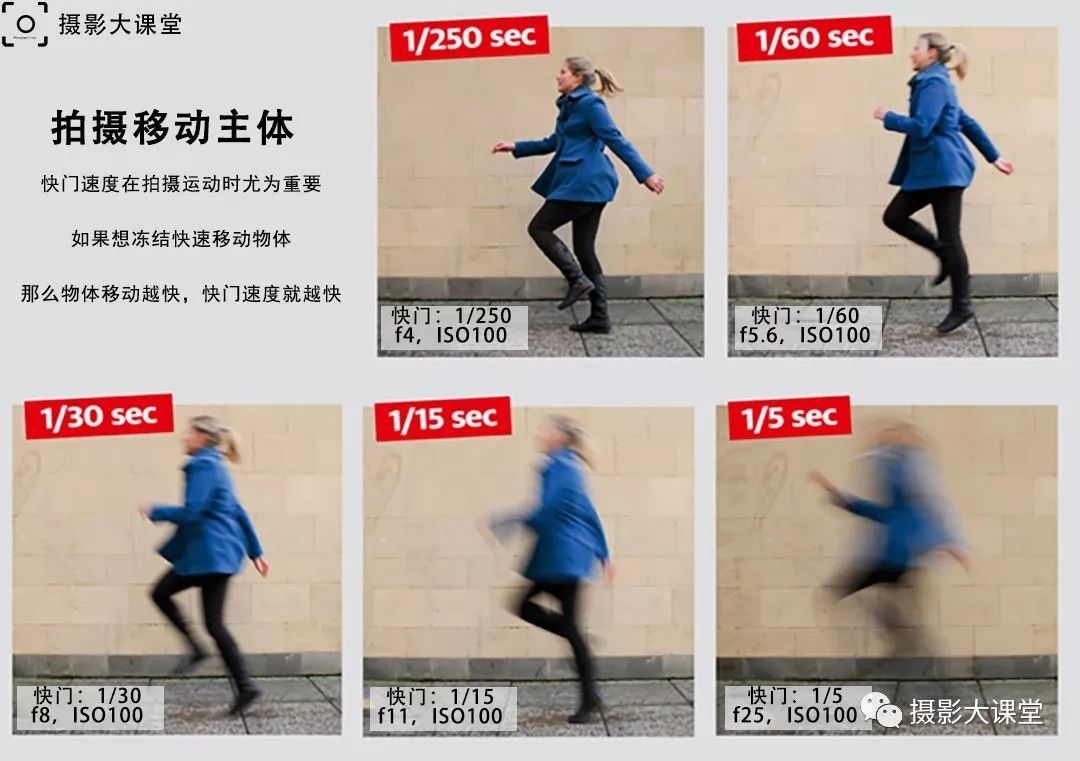 摄影大课堂
拍摄移动主体
快门速度在拍摄运动时尤为重要
如果想冻结快速移动物体
那么物体移动越快，快门速度就越快
1/250 sec
快门：1/250
f4，ISO100
1/60 sec
快门：1/60
f5.6，ISO100
1/30 sec
快门：1/30
f8，ISO100
1/15 sec
快门：1/15
f11，ISO100
1/5 sec
快门：1/5
f25，ISO100
摄影大课堂